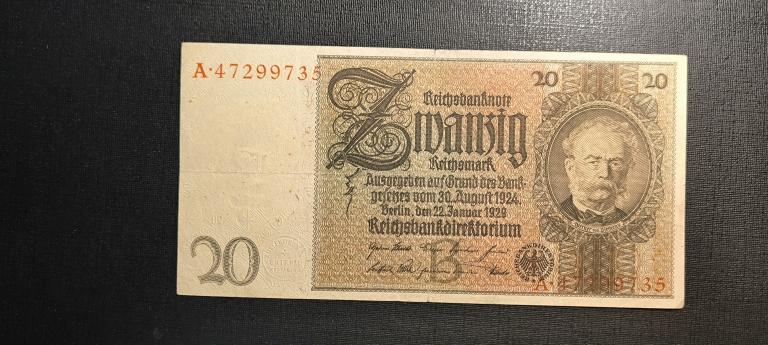 A·47299735
20
20
Reichsbanknote
Zwanzig
Reichsmark
Ausgegeben auf Grund des Bank-
gesetzes vom 30. August 1924
Berlin, den 22. Januar 1929
Reichsbankdirektorium
20
B
A·47299735